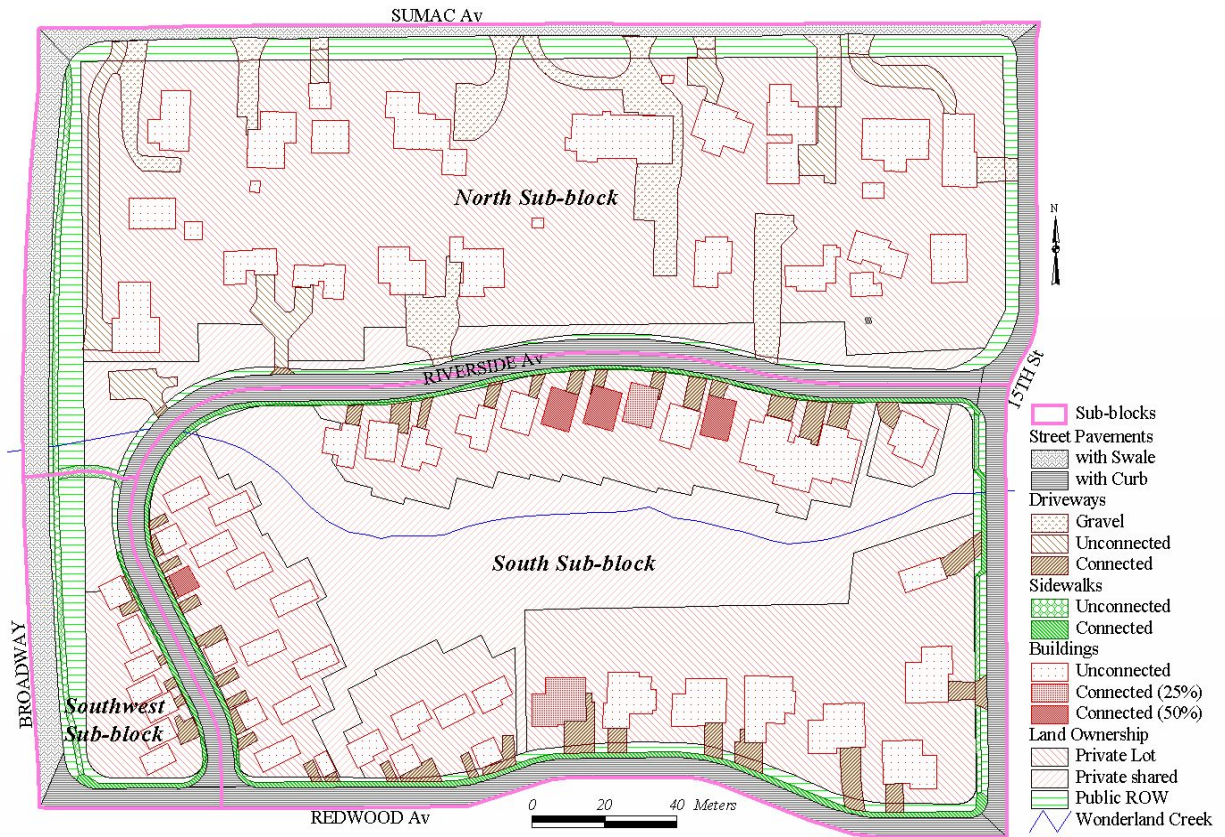 SUMAC Av
North Sub-block
N
RIVERSIDE Av
15TH St
South Sub-block
BROADWAY
Southwest
Sub-block
REDWOOD Av
0 20 40 Meters
Sub-blocks
Street Pavements
with Swale
with Curb
Driveways
Gravel
Unconnected
Connected
Sidewalks
Unconnected
Connected
Buildings
Unconnected
Connected (25%)
Connected (50%)
Land Ownership
Private Lot
Private shared
Public ROW
Wonderland Creek